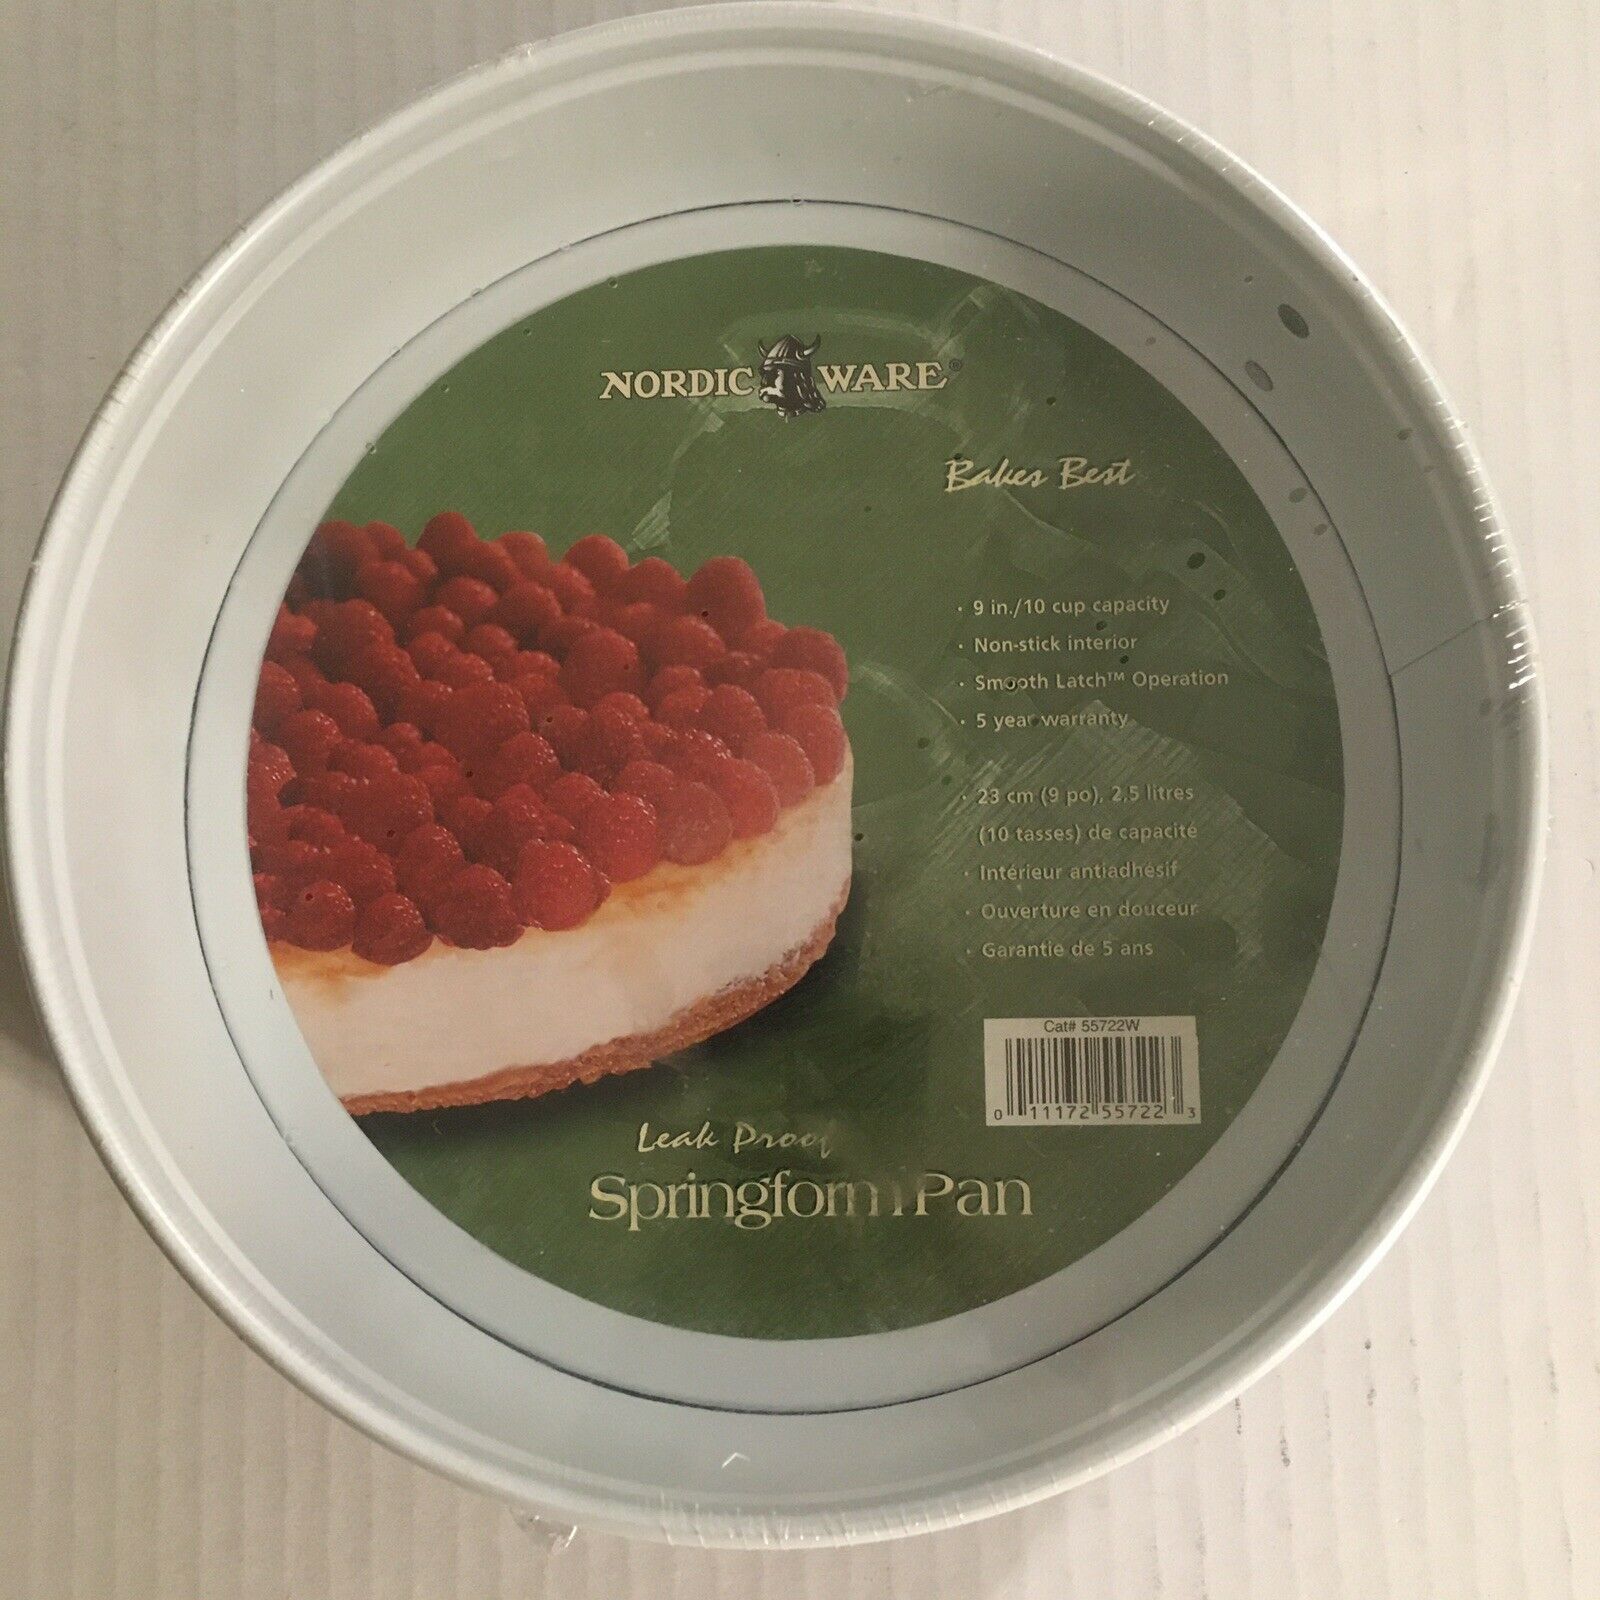 NORDIC WARE®
Bakes Best
· 9 in./10 cup capacity
· Non-stick interior
· Smooth Latch™ Operation
· 5 year warranty
· 23 cm (9 po), 2,5 litres
(10 tasses) de capacité
· Intérieur antiadhésif
· Ouverture en douceur
· Garantie de 5 ans
Cat# 55722W
0 11172 55722 3
Leak Proof
Springform Pan